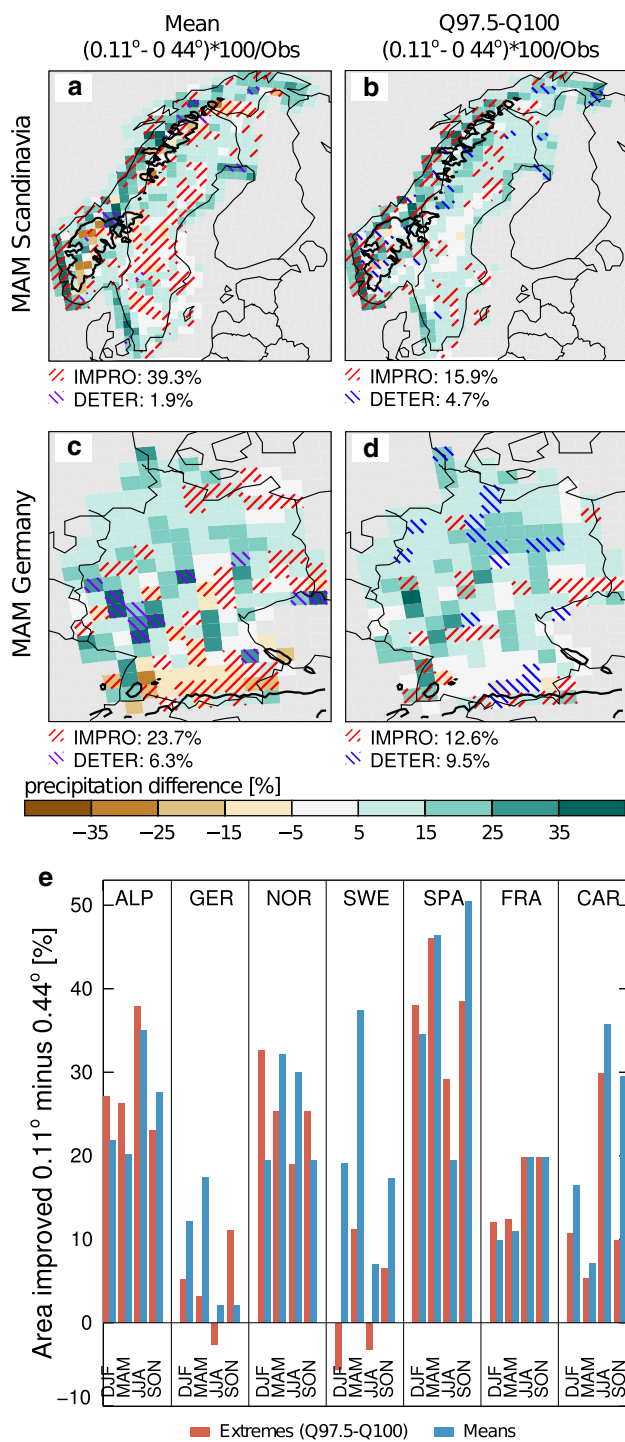 Mean
(0.11°- 0 44°)*100/Obs
Q97.5-Q100
(0.11°- 0 44°)*100/Obs
MAM Scandinavia
a
b
IMPRO: 39.3%
DETER: 1.9%
IMPRO: 15.9%
DETER: 4.7%
MAM Germany
c
d
IMPRO: 23.7%
DETER: 6.3%
IMPRO: 12.6%
DETER: 9.5%
precipitation difference [%]
−35 −25 −15 −5 5 15 25 35
e
ALP GER NOR SWE SPA FRA CAR
Area improved 0.11° minus 0.44° [%]
50
40
30
20
10
0
−10
DJF MAM JJA SON DJF MAM JJA SON DJF MAM JJA SON DJF MAM JJA SON DJF MAM JJA SON DJF MAM JJA SON DJF MAM JJA SON
Extremes (Q97.5-Q100) Means